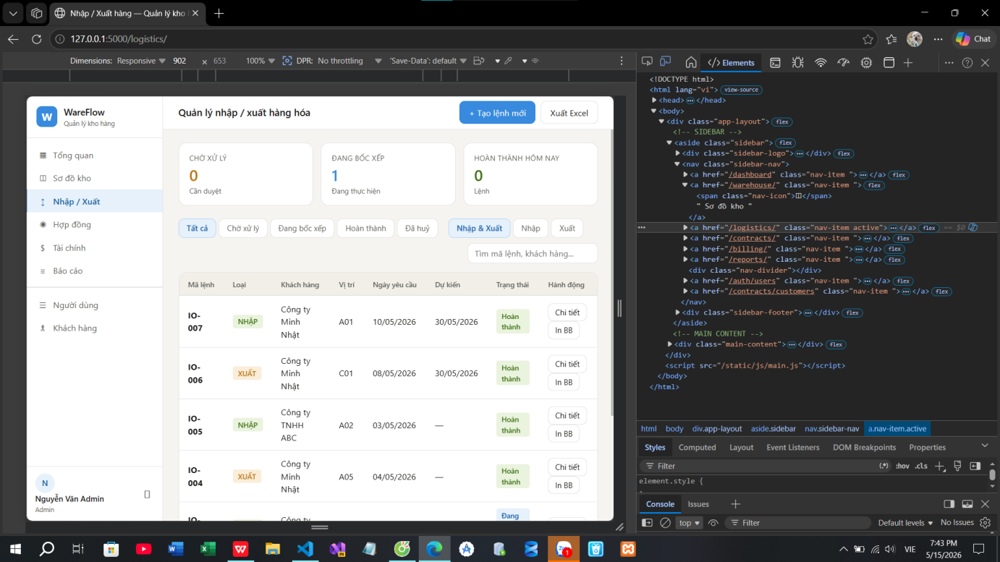 Nhập / Xuất hàng — Quản lý kho
127.0.0.1:5000/logistics/
Chat
Dimensions: Responsive 902 × 653 100% DPR: No throttling 'Save-Data': default
Elements
W
WareFlow
Quản lý kho hàng
Tổng quan
Sơ đồ kho
Nhập / Xuất
Hợp đồng
$ Tài chính
Báo cáo
Người dùng
Khách hàng
N
Nguyễn Văn Admin
Admin
Quản lý nhập / xuất hàng hóa
+ Tạo lệnh mới
Xuất Excel
CHỜ XỬ LÝ
0
Cần duyệt
ĐANG BỐC XẾP
1
Đang thực hiện
HOÀN THÀNH HÔM NAY
0
Lệnh
Tất cả Chờ xử lý Đang bốc xếp Hoàn thành Đã huỷ Nhập & Xuất Nhập Xuất
Tìm mã lệnh, khách hàng...
Mã lệnh Loại Khách hàng Vị trí Ngày yêu cầu Dự kiến Trạng thái Hành động
IO-007 NHẬP Công ty Minh Nhật A01 10/05/2026 30/05/2026 Hoàn thành Chi tiết In BB
IO-006 XUẤT Công ty Minh Nhật C01 08/05/2026 30/05/2026 Hoàn thành Chi tiết In BB
IO-005 NHẬP Công ty TNHH ABC A02 03/05/2026 — Hoàn thành Chi tiết In BB
IO-004 XUẤT Công ty Minh Nhật A05 04/05/2026 — Hoàn thành Chi tiết In BB
IO- Công ty Đang
<!DOCTYPE html>
<html lang="vi"> view-source
<head> </head>
<body>
<div class="app-layout"> flex
<!-- SIDEBAR -->
<aside class="sidebar"> flex
<div class="sidebar-logo"> </div> flex
<nav class="sidebar-nav">
<a href="/dashboard" class="nav-item "> </a> flex
<a href="/warehouse/" class="nav-item "> flex
<span class="nav-icon">◫</span>
" Sơ đồ kho "
</a>
<a href="/logistics/" class="nav-item active"> </a> flex == $0
<a href="/contracts/" class="nav-item "> </a> flex
<a href="/billing/" class="nav-item "> </a> flex
<a href="/reports/" class="nav-item "> </a> flex
<div class="nav-divider"></div>
<a href="/auth/users" class="nav-item "> </a> flex
<a href="/contracts/customers" class="nav-item "> </a> flex
</nav>
<div class="sidebar-footer"> </div> flex
</aside>
<!-- MAIN CONTENT -->
<div class="main-content"> </div> flex
</div>
<script src="/static/js/main.js"></script>
</body>
</html>
html body div.app-layout aside.sidebar nav.sidebar-nav a.nav-item.active
Styles Computed Layout Event Listeners DOM Breakpoints Properties
Filter :hov .cls
element.style {
Console Issues
top Filter Default levels No Issues
VIE
7:43 PM
5/15/2026